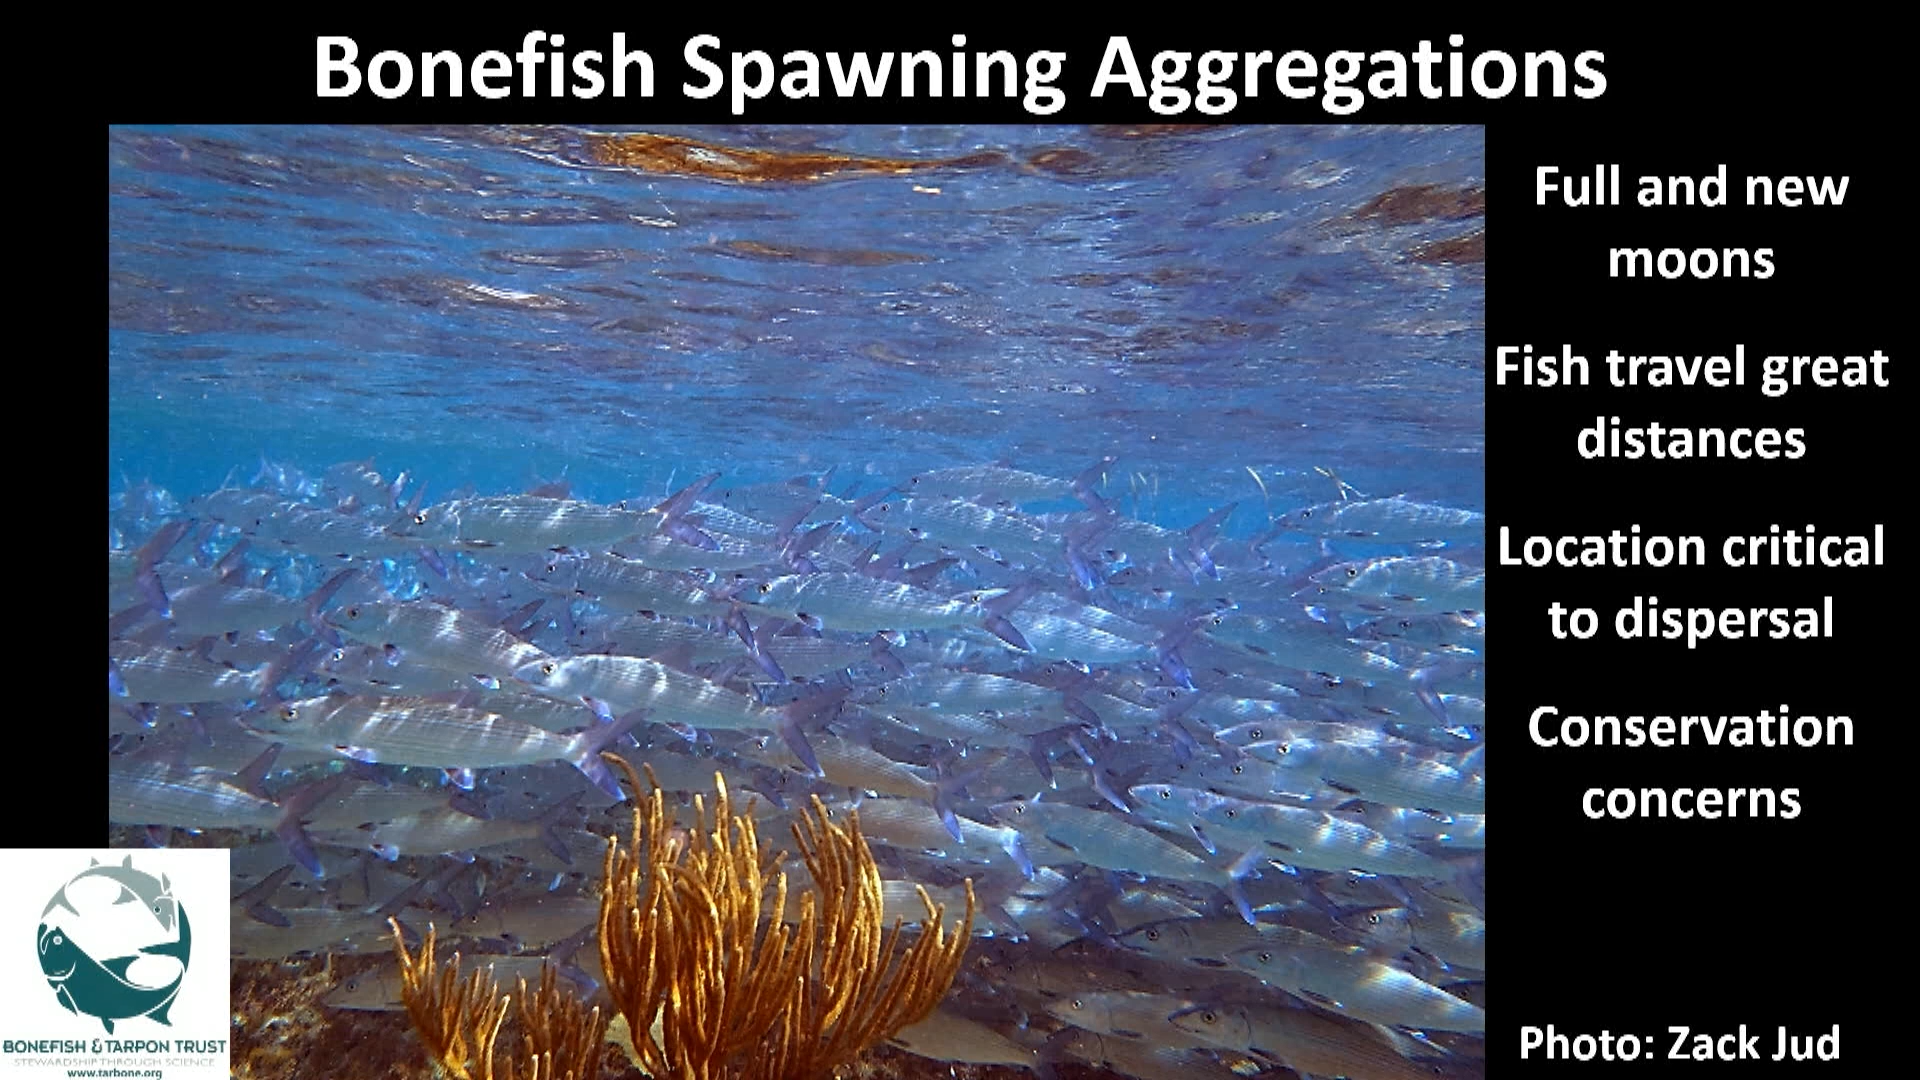 Bonefish Spawning Aggregations
Full and new
moons
Fish travel great
distances
Location critical
to dispersal
Conservation
concerns
Photo: Zack Jud
BONEFISH & TARPON TRUST
STEWARDSHIP THROUGH SCIENCE
www.tarbone.org